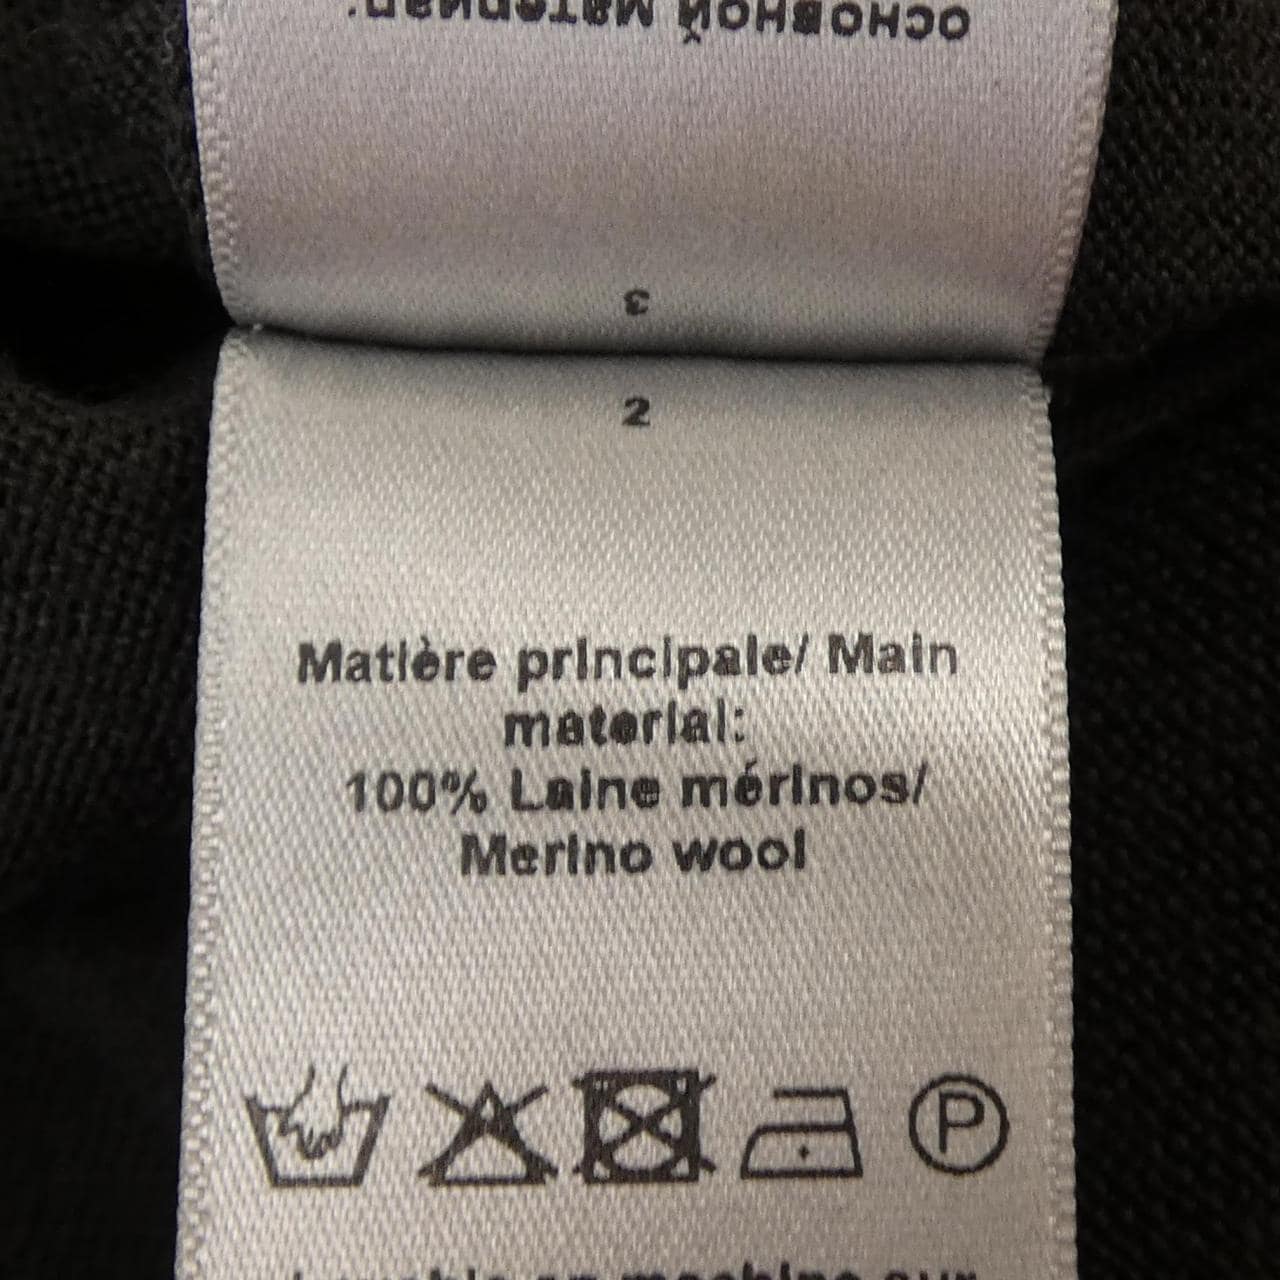 основной материал:
3
2
Matière principale/ Main
material:
100% Laine mérinos/
Merino wool
P